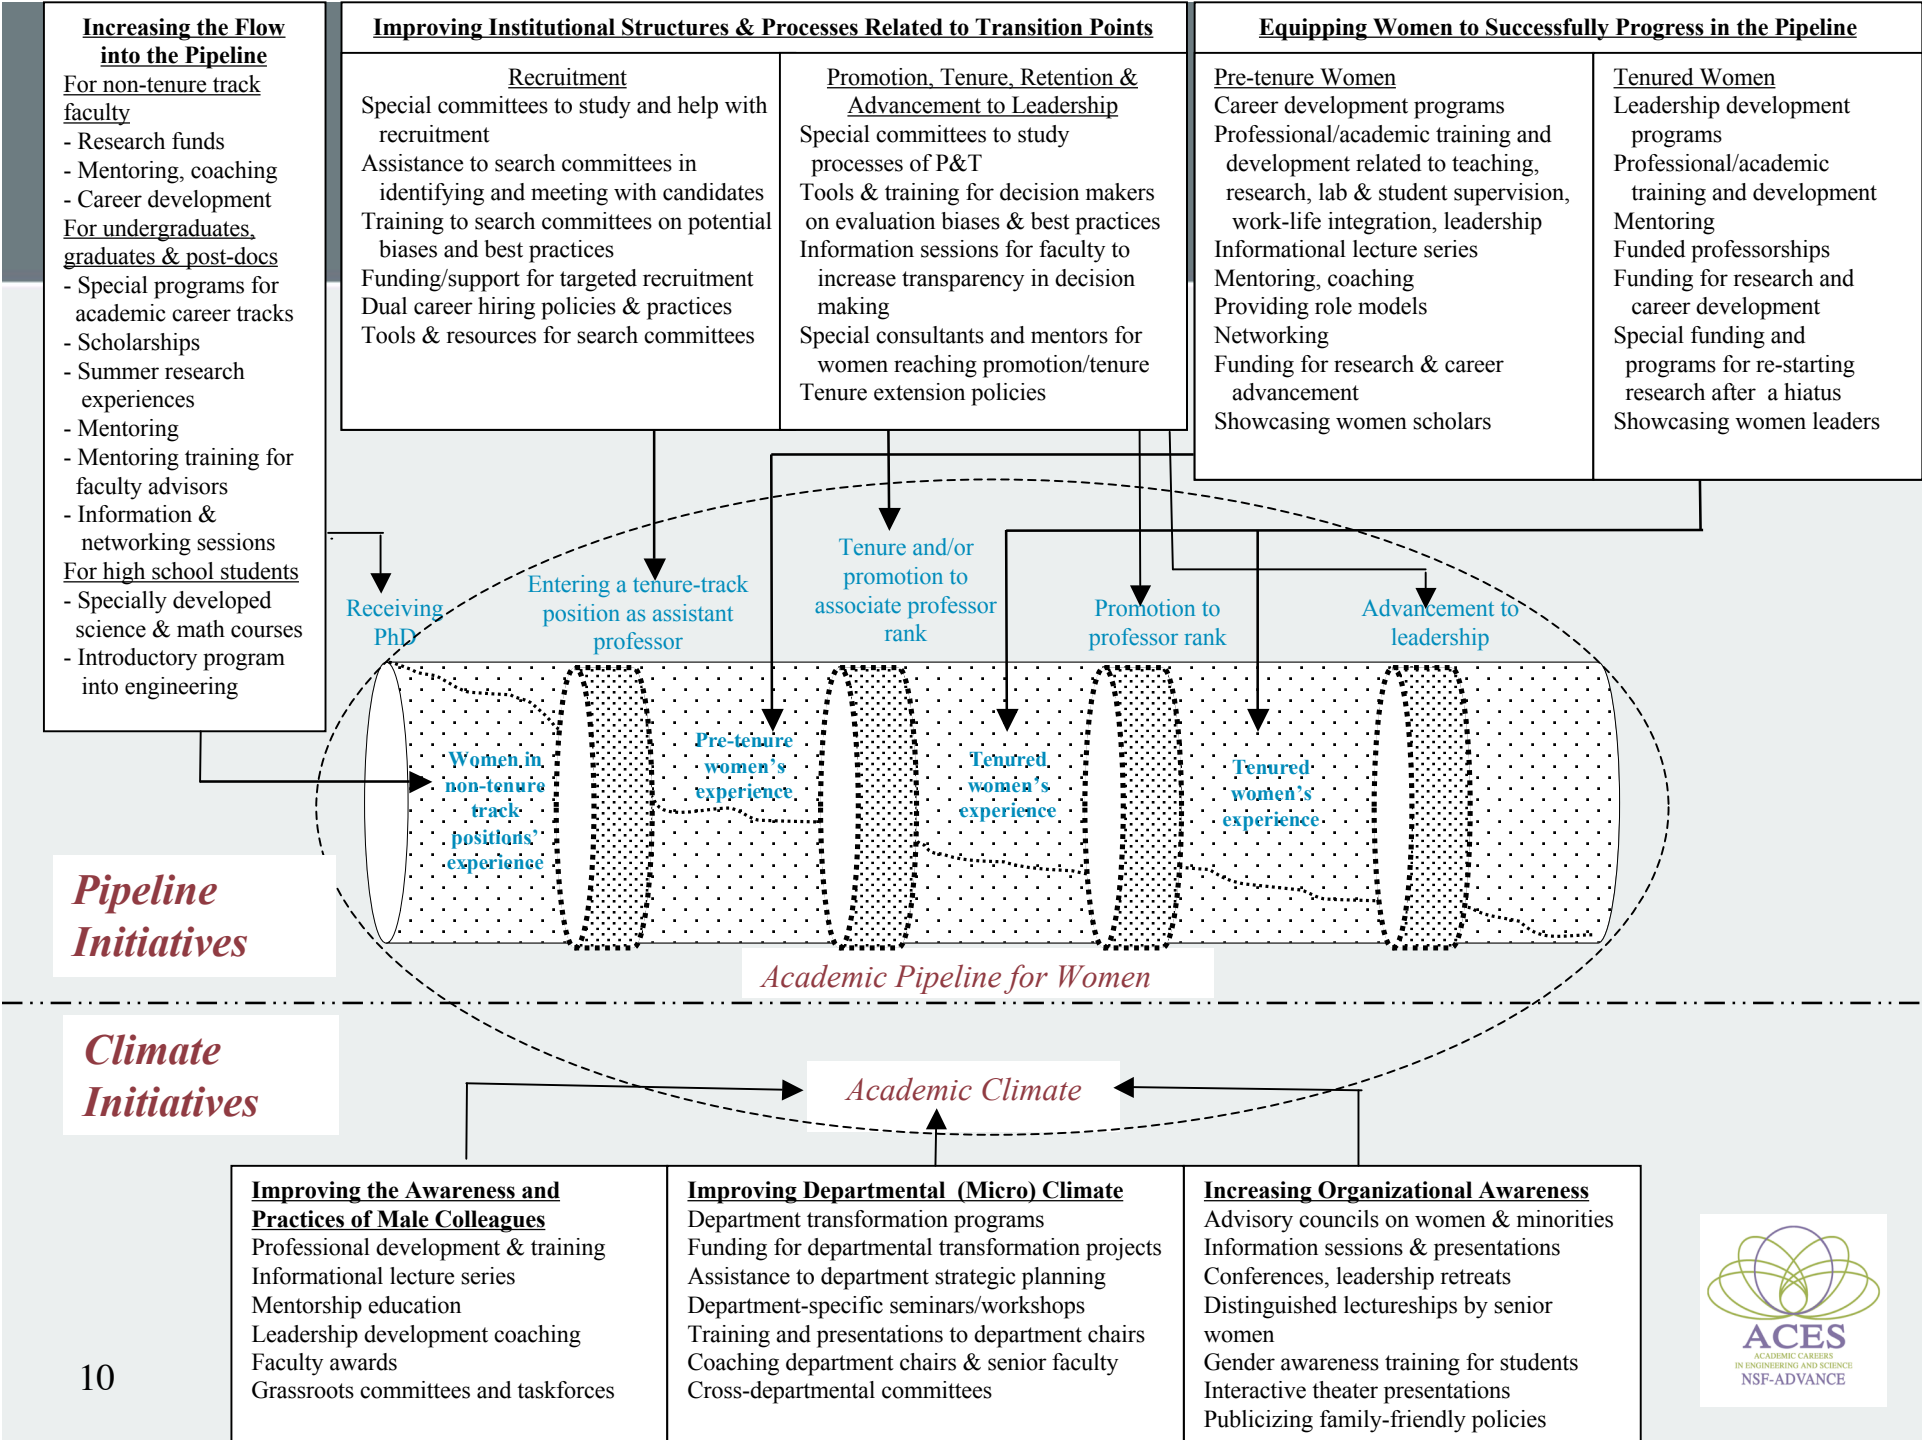 Increasing the Flow
into the Pipeline
For non-tenure track
faculty
- Research funds
- Mentoring, coaching
- Career development
For undergraduates,
graduates & post-docs
- Special programs for
academic career tracks
- Scholarships
- Summer research
experiences
- Mentoring
- Mentoring training for
faculty advisors
- Information &
networking sessions
For high school students
- Specially developed
science & math courses
- Introductory program
into engineering
Improving Institutional Structures & Processes Related to Transition Points
Recruitment
Special committees to study and help with
recruitment
Assistance to search committees in
identifying and meeting with candidates
Training to search committees on potential
biases and best practices
Funding/support for targeted recruitment
Dual career hiring policies & practices
Tools & resources for search committees
Promotion, Tenure, Retention &
Advancement to Leadership
Special committees to study
processes of P&T
Tools & training for decision makers
on evaluation biases & best practices
Information sessions for faculty to
increase transparency in decision
making
Special consultants and mentors for
women reaching promotion/tenure
Tenure extension policies
Equipping Women to Successfully Progress in the Pipeline
Pre-tenure Women
Career development programs
Professional/academic training and
development related to teaching,
research, lab & student supervision,
work-life integration, leadership
Informational lecture series
Mentoring, coaching
Providing role models
Networking
Funding for research & career
advancement
Showcasing women scholars
Tenured Women
Leadership development
programs
Professional/academic
training and development
Mentoring
Funded professorships
Funding for research and
career development
Special funding and
programs for re-starting
research after a hiatus
Showcasing women leaders
Receiving
PhD
Entering a tenure-track
position as assistant
professor
Tenure and/or
promotion to
associate professor
rank
Promotion to
professor rank
Advancement to
leadership
Women in
non-tenure
track
positions'
experience
Pre-tenure
women's
experience
Tenured
women's
experience
Tenured
women's
experience
Pipeline
Initiatives
Academic Pipeline for Women
Climate
Initiatives
Academic Climate
Improving the Awareness and
Practices of Male Colleagues
Professional development & training
Informational lecture series
Mentorship education
Leadership development coaching
Faculty awards
Grassroots committees and taskforces
Improving Departmental (Micro) Climate
Department transformation programs
Funding for departmental transformation projects
Assistance to department strategic planning
Department-specific seminars/workshops
Training and presentations to department chairs
Coaching department chairs & senior faculty
Cross-departmental committees
Increasing Organizational Awareness
Advisory councils on women & minorities
Information sessions & presentations
Conferences, leadership retreats
Distinguished lectureships by senior
women
Gender awareness training for students
Interactive theater presentations
Publicizing family-friendly policies
ACES
ACADEMIC CAREERS
IN ENGINEERING AND SCIENCE
NSF-ADVANCE
10